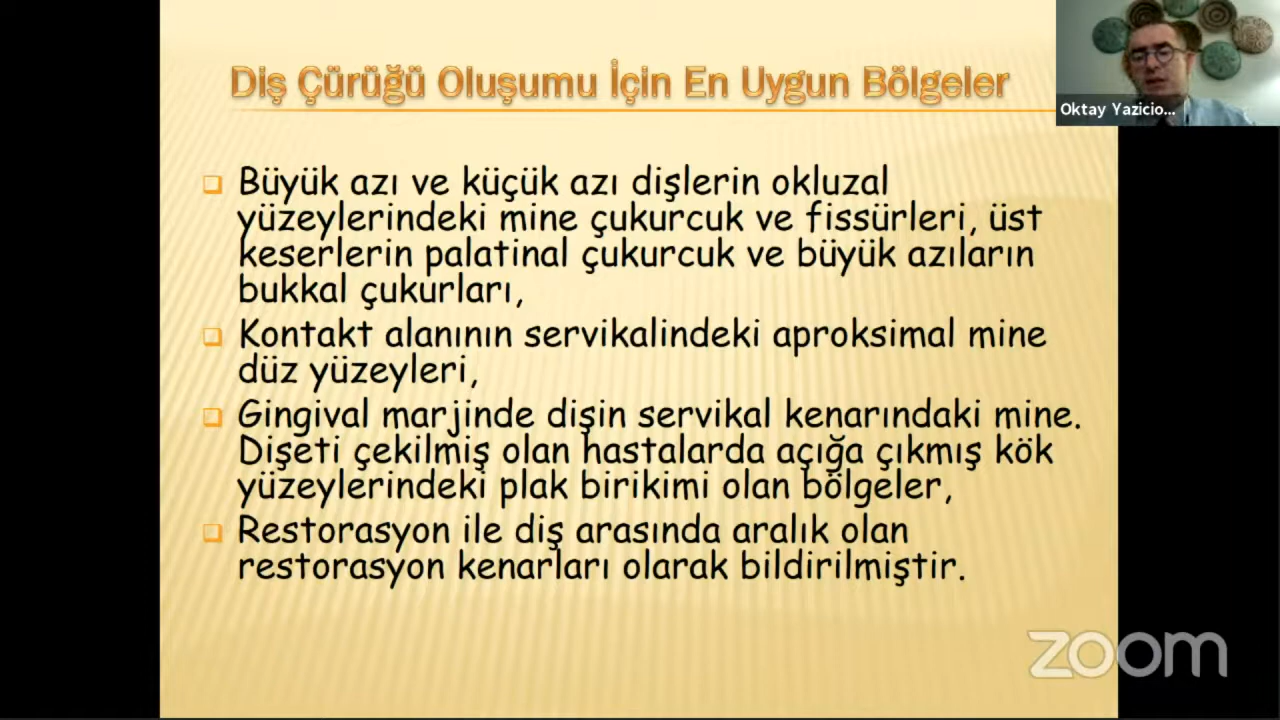 Diş Çürüğü Oluşumu İçin En Uygun Bölgeler
Oktay Yazicio...
Büyük azı ve küçük azı dişlerin okluzal
yüzeylerindeki mine çukurcuk ve fissürleri, üst
keserlerin palatinal çukurcuk ve büyük azıların
bukkal çukurları,
Kontakt alanının servikalindeki aproksimal mine
düz yüzeyleri,
Gingival marjinde dişin servikal kenarındaki mine.
Dişeti çekilmiş olan hastalarda açığa çıkmış kök
yüzeylerindeki plak birikimi olan bölgeler,
Restorasyon ile diş arasında aralık olan
restorasyon kenarları olarak bildirilmiştir.
zoom